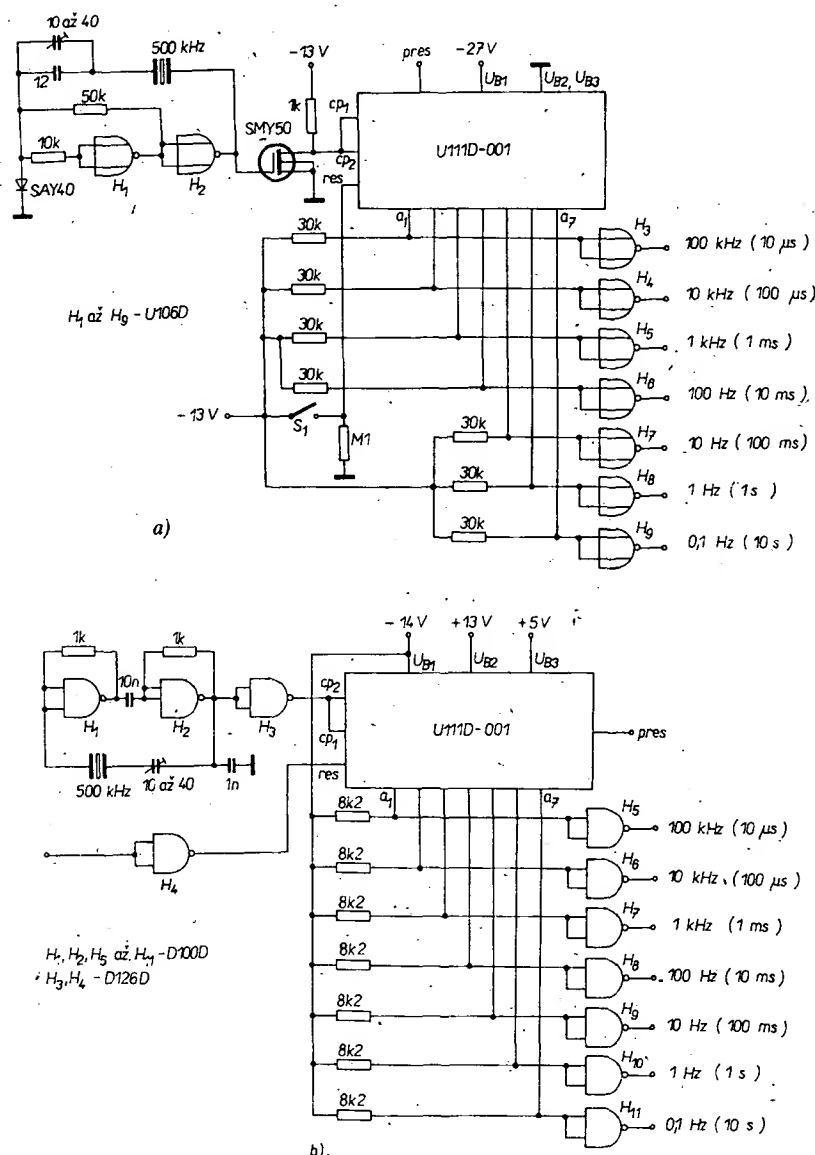 10 až 40
500 kHz
12
50k
10k
H1
H2
SAY40
SMY50
-13 V
1k
cp1
cp2
res
pres
-27V
UB1
UB2, UB3
U111D-001
a1
a7
30k
H3
100 kHz (10 µs)
30k
H4
10 kHz (100 µs)
30k
H5
1 kHz (1 ms)
30k
H6
100 Hz (10 ms)
H1 až H9 - U106D
-13V
S1
M1
30k
H7
10 Hz (100 ms)
30k
H8
1 Hz (1s)
30k
H9
0,1 Hz (10 s)
a)
-14V
+13V
+5V
UB1
UB2
UB3
1k
1k
10n
H1
H2
H3
cp2
cp1
res
U111D-001
pres
500 kHz
10 až 40
1n
a1
a7
H4
8k2
H5
100 kHz (10 µs)
8k2
H6
10 kHz (100 µs)
8k2
H7
1 kHz (1 ms)
8k2
H8
100 Hz (10 ms)
8k2
H9
10 Hz (100 ms)
8k2
H10
1 Hz (1 s)
8k2
H11
0,1 Hz (10 s)
H1, H2, H5 až H11 - D100D
H3, H4 - D126D
b)